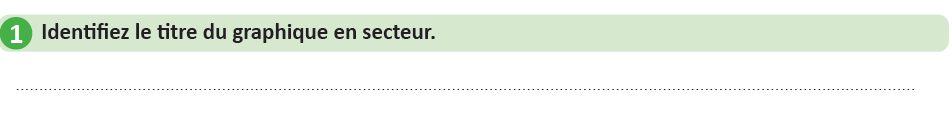 1 Identifiez le titre du graphique en secteur.